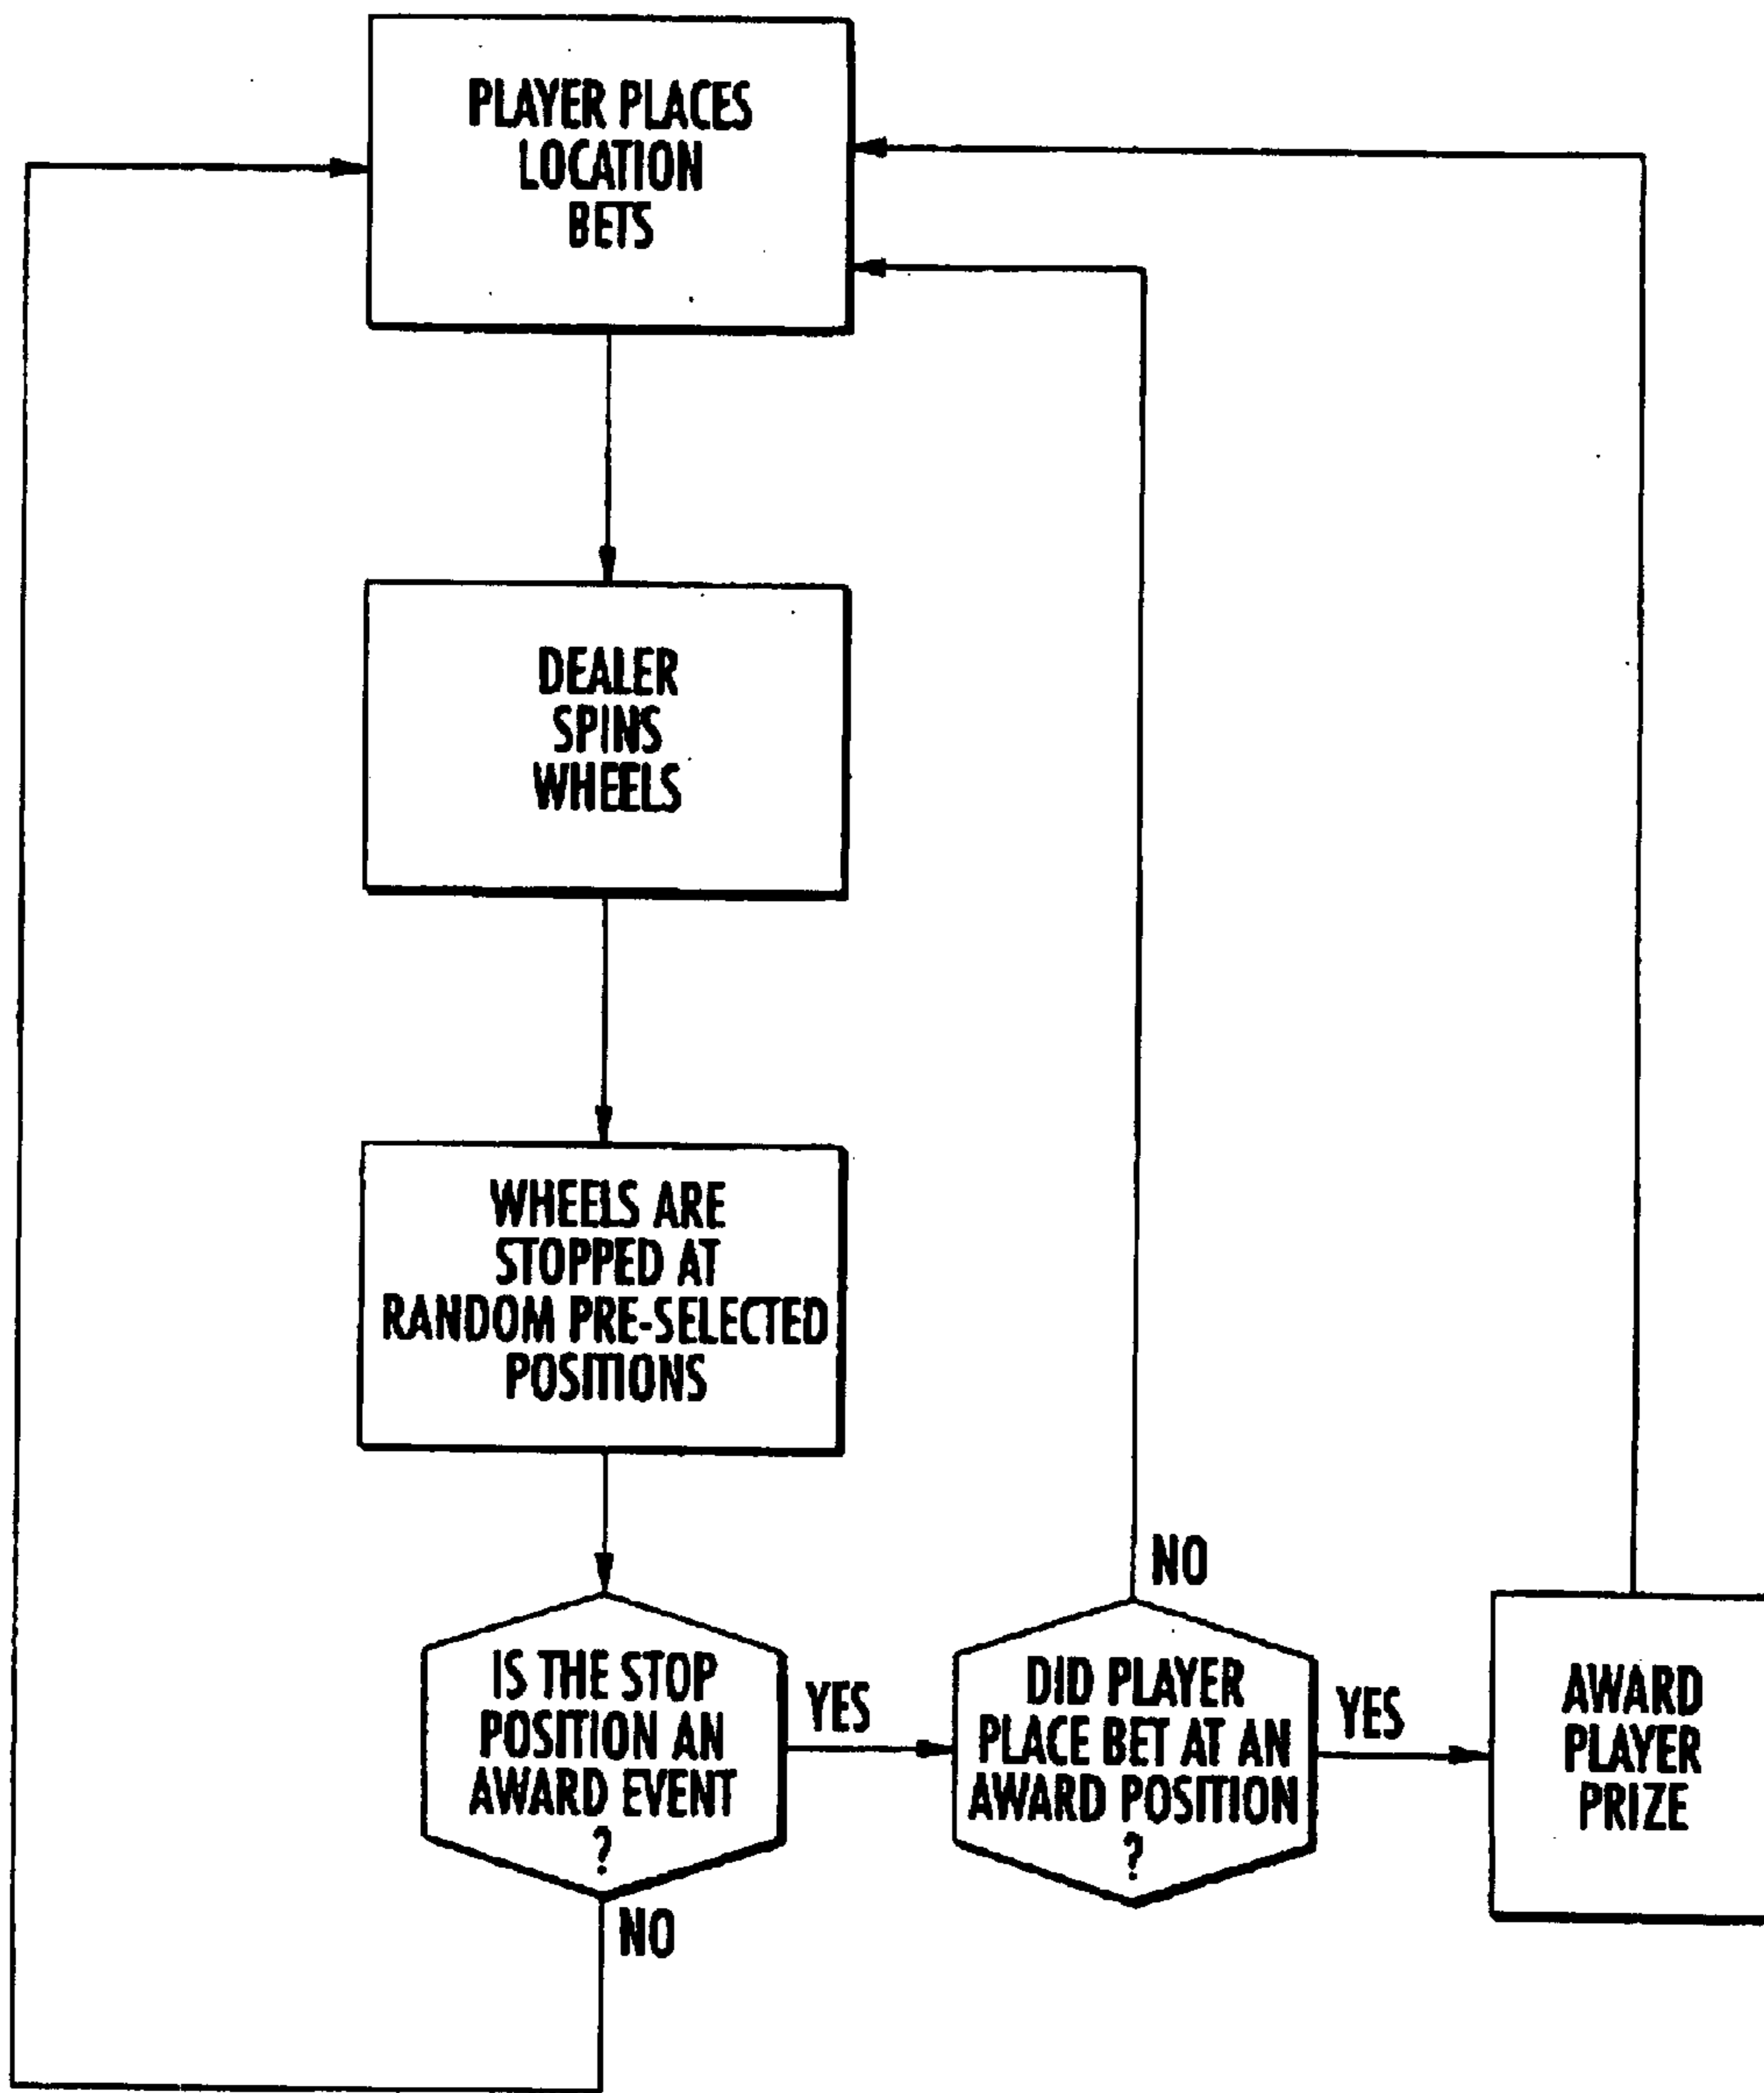 PLAYER PLACES
LOCATION
BETS
DEALER
SPINS
WHEELS
WHEELS ARE
STOPPED AT
RANDOM PRE-SELECTED
POSITIONS
IS THE STOP
POSITION AN
AWARD EVENT
?
YES
NO
DID PLAYER
PLACE BET AT AN
AWARD POSITION
?
NO
YES
AWARD
PLAYER
PRIZE